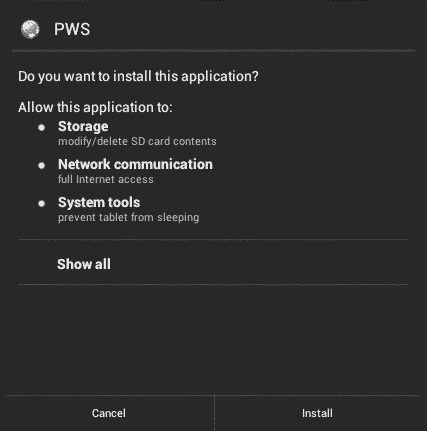 PWS
Do you want to install this application?
Allow this application to:
Storage
modify/delete SD card contents
Network communication
full Internet access
System tools
prevent tablet from sleeping
Show all
Cancel
Install